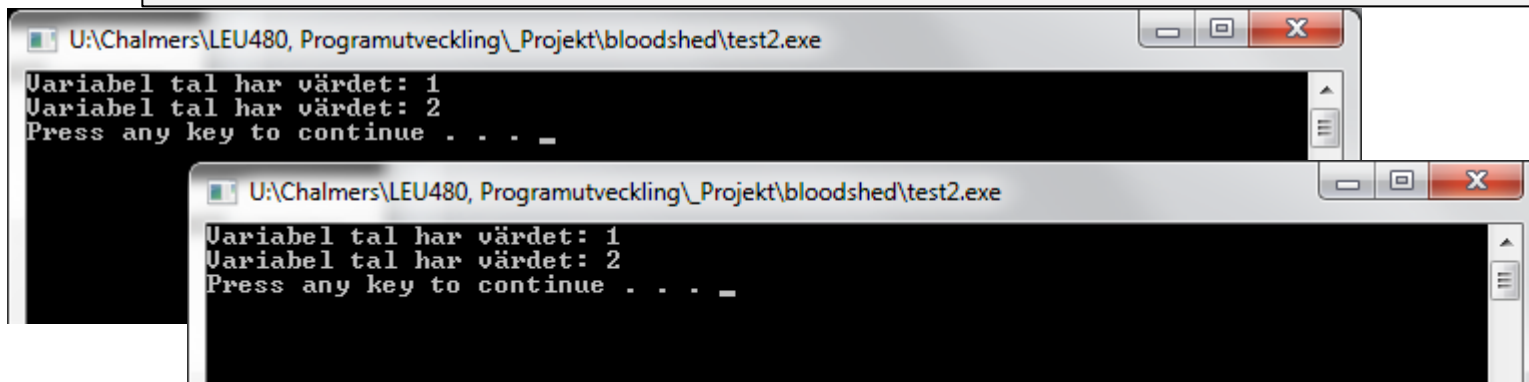 U:\Chalmers\LEU480, Programutveckling\_Projekt\bloodshed\test2.exe
Variabel tal har värdet: 1
Variabel tal har värdet: 2
Press any key to continue . . . _
U:\Chalmers\LEU480, Programutveckling\_Projekt\bloodshed\test2.exe
Variabel tal har värdet: 1
Variabel tal har värdet: 2
Press any key to continue . . . _